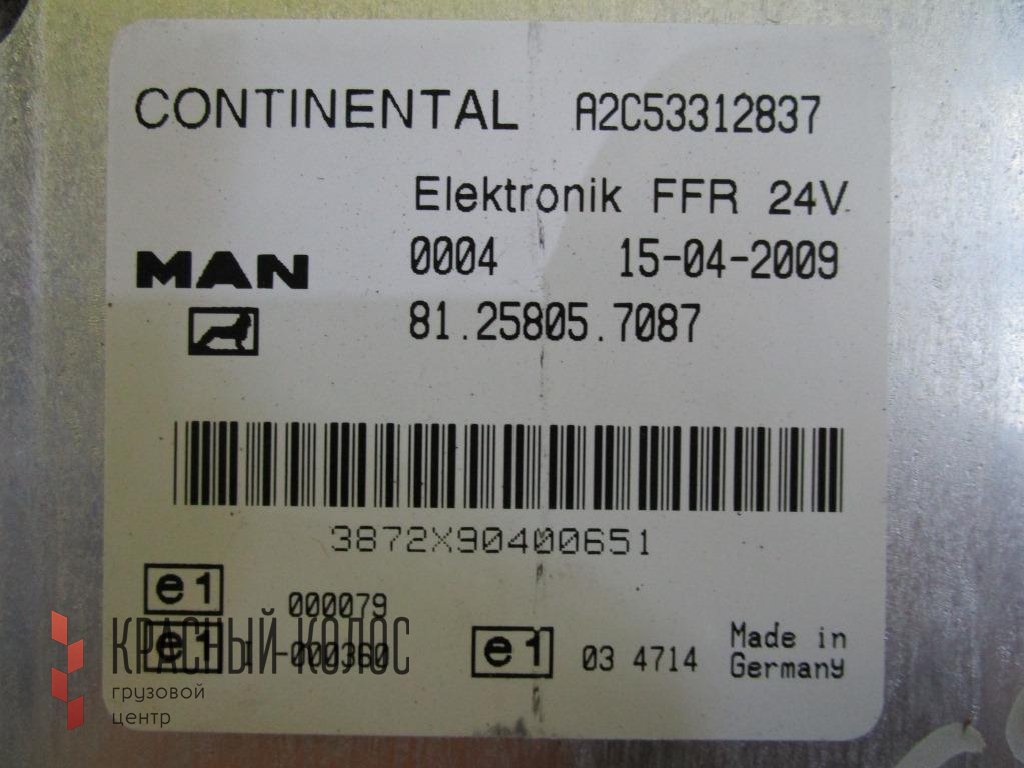 CONTINENTAL A2C53312837
Elektronik FFR 24V
MAN 0004 15-04-2009
81.25805.7087
3872X90400651
e1 000079
e1 -000360
e1 03 4714
Made in
Germany
КРАСНЫЙ КОЛОС
грузовой
центр